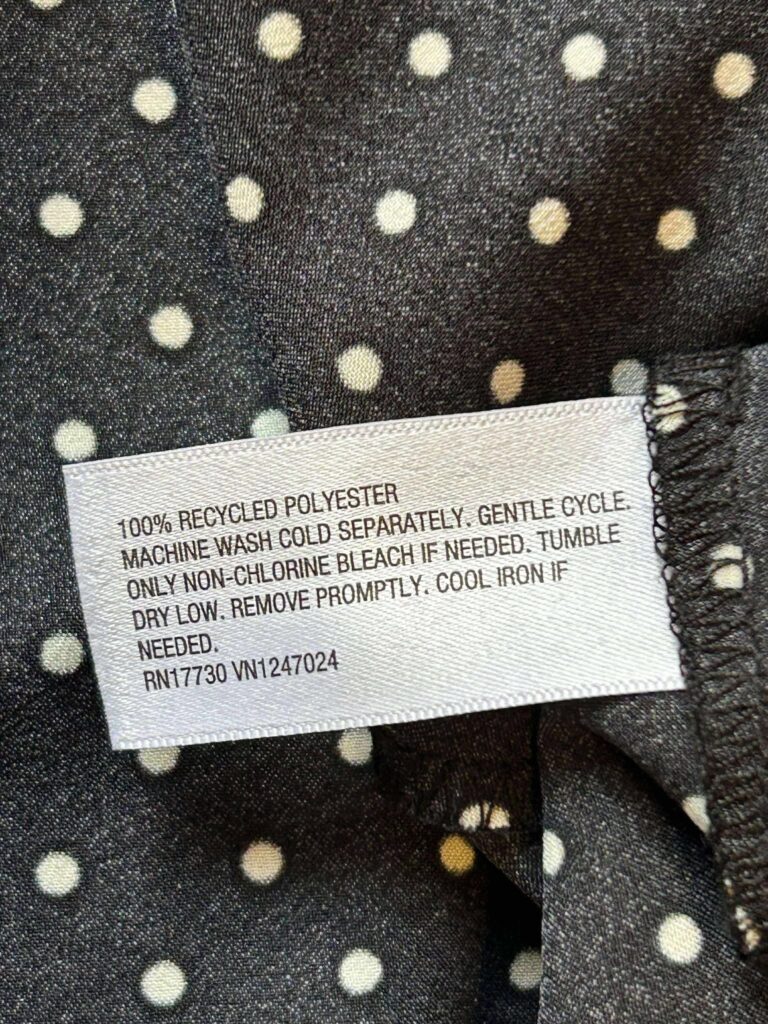 100% RECYCLED POLYESTER
MACHINE WASH COLD SEPARATELY. GENTLE CYCLE.
ONLY NON-CHLORINE BLEACH IF NEEDED. TUMBLE
DRY LOW. REMOVE PROMPTLY. COOL IRON IF
NEEDED.
RN17730 VN1247024